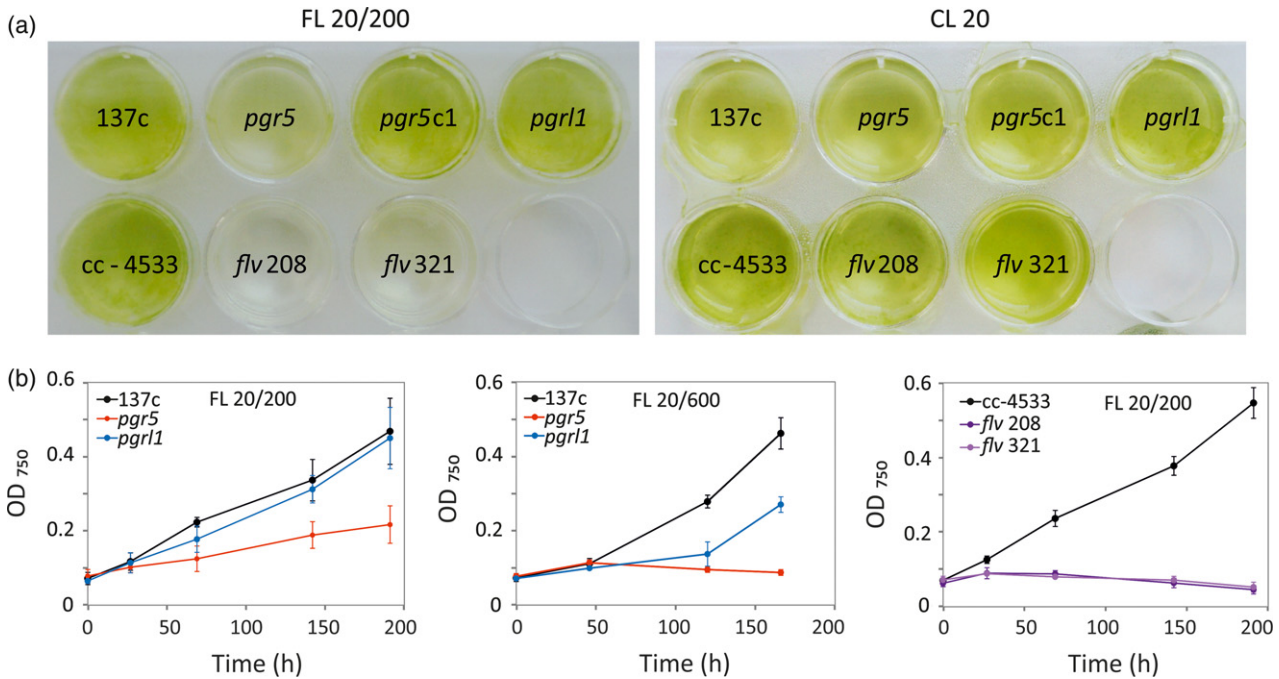 (a)
FL 20/200
CL 20
137c pgr5 pgr5c1 pgrl1
cc - 4533 flv 208 flv 321
137c pgr5 pgr5c1 pgrl1
cc-4533 flv 208 flv 321
(b)
0.6
0.4
0.2
0
OD 750
137c
pgr5
pgrl1
FL 20/200
0 50 100 150 200
Time (h)
0.6
0.4
0.2
0
OD 750
137c
pgr5
pgrl1
FL 20/600
0 50 100 150 200
Time (h)
0.6
0.4
0.2
0
OD 750
cc-4533
flv 208
flv 321
FL 20/200
0 50 100 150 200
Time (h)